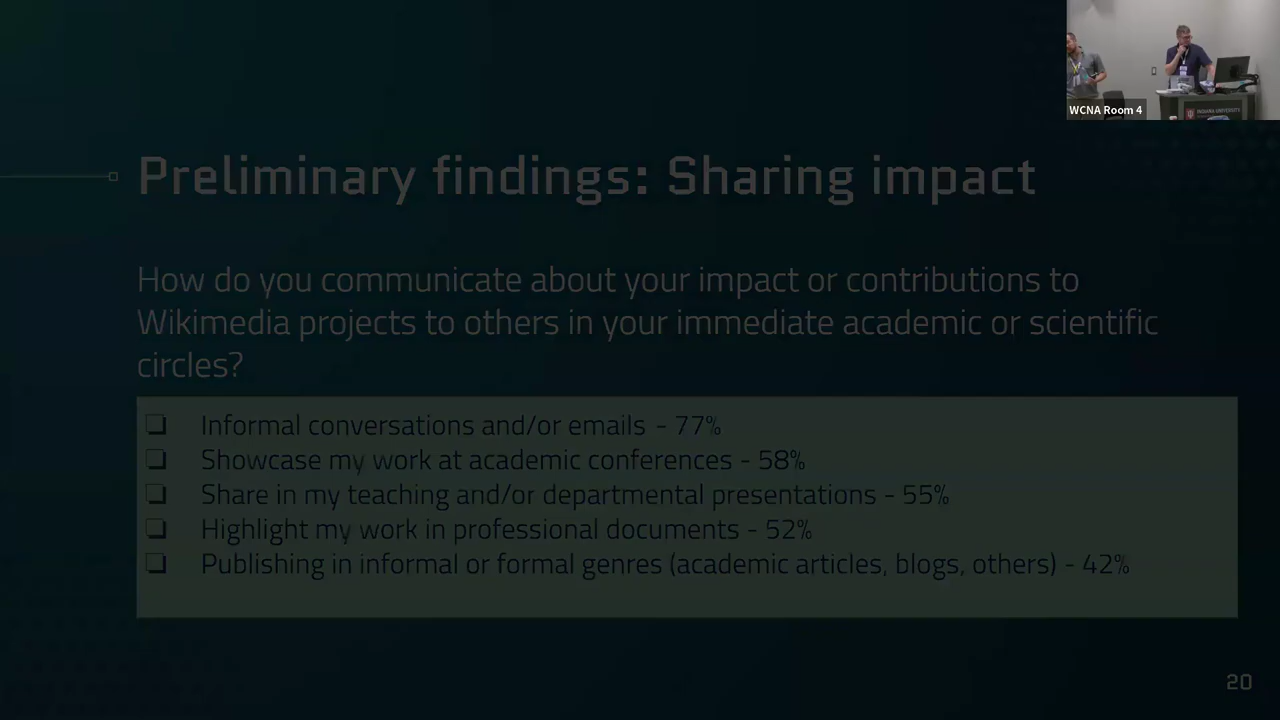 WCNA Room 4
INDIANA UNIVERSITY
Preliminary findings: Sharing impact
How do you communicate about your impact or contributions to
Wikimedia projects to others in your immediate academic or scientific
circles?
❏ Informal conversations and/or emails - 77%
❏ Showcase my work at academic conferences - 58%
❏ Share in my teaching and/or departmental presentations - 55%
❏ Highlight my work in professional documents - 52%
❏ Publishing in informal or formal genres (academic articles, blogs, others) - 42%
20